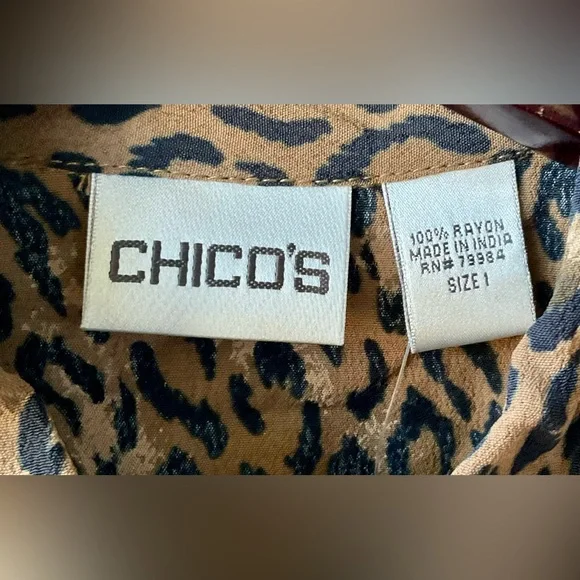 CHICO'S
100% RAYON
MADE IN INDIA
RN# 79984
SIZE 1